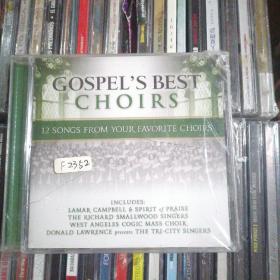 GOSPEL'S BEST
CHOIRS
12 SONGS FROM YOUR FAVORITE CHOIRS
F2352
INCLUDES:
LAMAR CAMPBELL & SPIRIT of PRAISE
THE RICHARD SMALLWOOD SINGERS
WEST ANGELES COGIC MASS CHOIR,
DONALD LAWRENCE presents THE TRI-CITY SINGERS